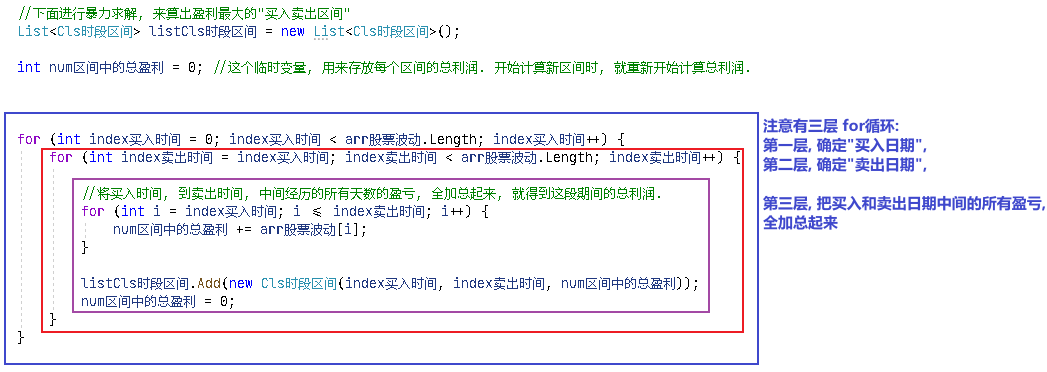 //下面进行暴力求解, 来算出盈利最大的"买入卖出区间"
List<Cls时段区间> listCls时段区间 = new List<Cls时段区间>();
int num区间中的总盈利 = 0; //这个临时变量, 用来存放每个区间的总利润. 开始计算新区间时, 就重新开始计算总利润.
for (int index买入时间 = 0; index买入时间 < arr股票波动.Length; index买入时间++) {
for (int index卖出时间 = index买入时间; index卖出时间 < arr股票波动.Length; index卖出时间++) {
//将买入时间, 到卖出时间, 中间经历的所有天数的盈亏, 全加总起来, 就得到这段期间的总利润.
for (int i = index买入时间; i ⩽ index卖出时间; i++) {
num区间中的总盈利 += arr股票波动[i];
}
listCls时段区间.Add(new Cls时段区间(index买入时间, index卖出时间, num区间中的总盈利));
num区间中的总盈利 = 0;
}
}
注意有三层 for循环:
第一层, 确定"买入日期",
第二层, 确定"卖出日期",
第三层, 把买入和卖出日期中间的所有盈亏,
全加总起来